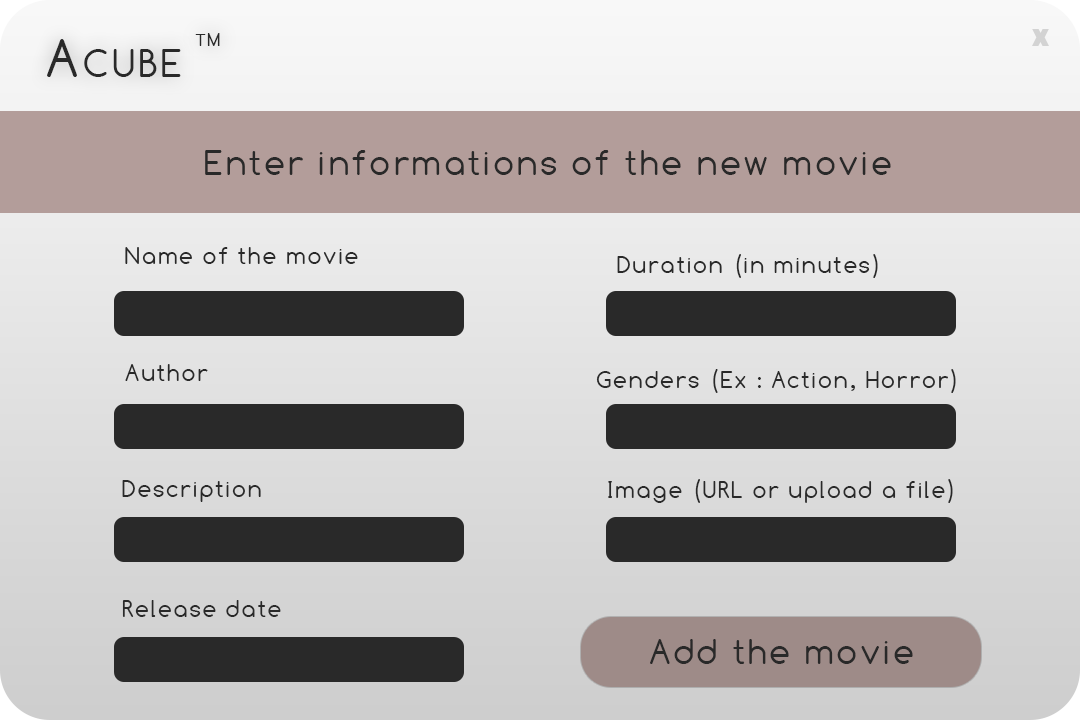 ACUBE ™
X
Enter informations of the new movie
Name of the movie
Duration (in minutes)
Author
Genders (Ex : Action, Horror)
Description
Image (URL or upload a file)
Release date
Add the movie